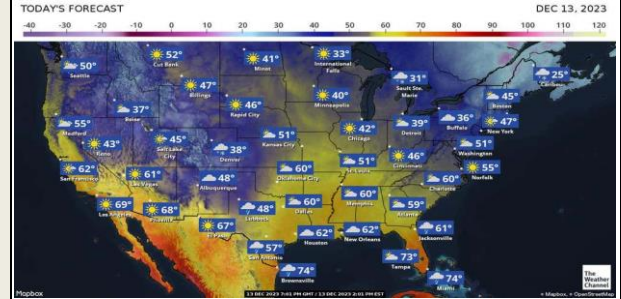 TODAY'S FORECAST
DEC 13, 2023
-40 -30 -20 -10 0 10 20 30 40 50 60 70 80 90 100 110 120
50°
Seattle
52°
Cut Bank
41°
Minot
33°
International Falls
31°
Sault Ste. Marie
25°
Caribou
47°
Billings
46°
Rapid City
40°
Minneapolis
45°
Boston
55°
Medford
37°
Boise
39°
Detroit
36°
Buffalo
47°
New York
43°
Reno
45°
Salt Lake City
38°
Denver
51°
Kansas City
42°
Chicago
46°
Cincinnati
51°
Washington
62°
San Francisco
61°
Las Vegas
48°
Albuquerque
60°
Oklahoma City
51°
St. Louis
60°
Charlotte
55°
Norfolk
69°
Los Angeles
68°
Phoenix
48°
Lubbock
60°
Dallas
60°
Memphis
59°
Atlanta
67°
El Paso
57°
San Antonio
62°
Houston
62°
New Orleans
61°
Jacksonville
74°
Brownsville
73°
Tampa
74°
Miami
The Weather Channel
Mapbox
13 DEC 2023 7:01 PM GMT / 13 DEC 2023 2:01 PM EST
© Mapbox, © OpenStreetMap